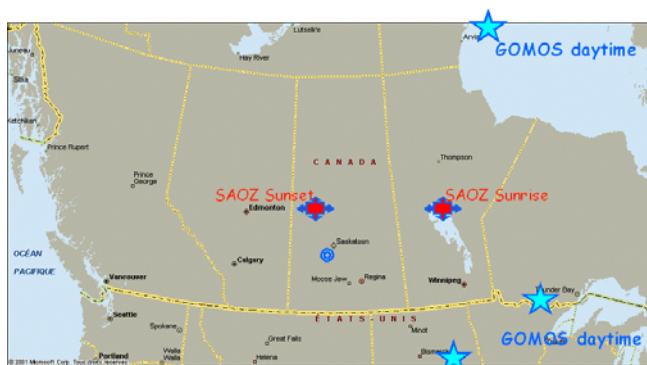 Lutselk'e
Juneau
Hay River
Arviat
GOMOS daytime
Sitka
Ketchikan
Prince Rupert
Prince
George
CANADA
Thompson
SAOZ Sunset
SAOZ Sunrise
Edmonton
OCÉAN
PACIFIQUE
Saskatoon
Calgary
Moose Jaw
Regina
Winnipeg
Vancouver
Thunder Bay
ÉTATS-UNIS
Seattle
Spokane
Great Falls
Minot
GOMOS daytime
Walla
Walla
Helena
Bismarck
Portland
© 2001 Microsoft Corp. Tous droits réservés.